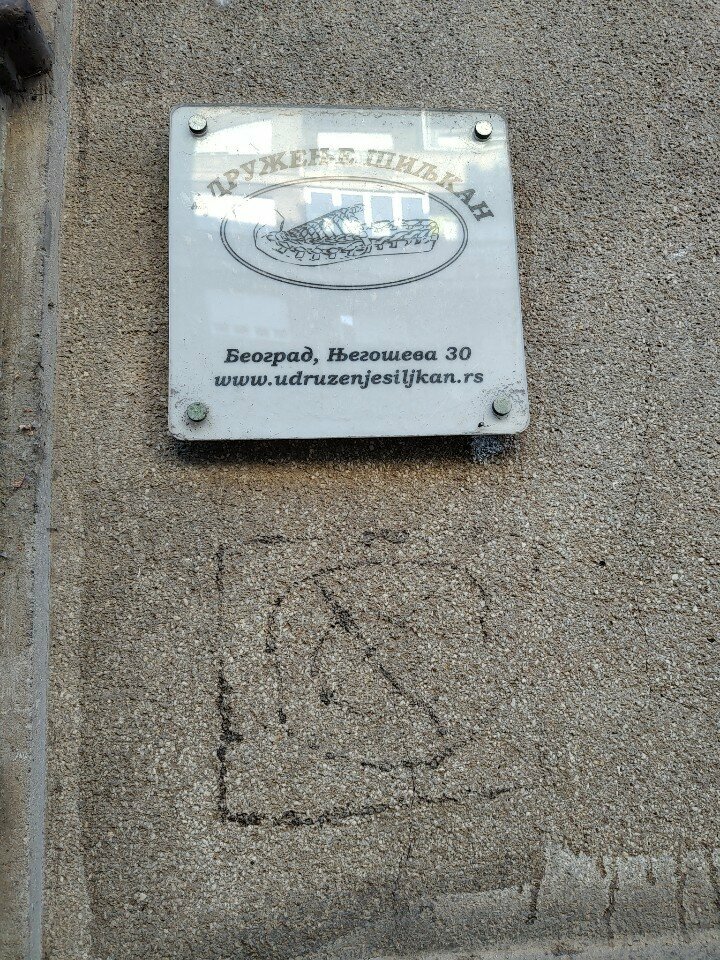 УДРУЖЕЊЕ ШИЉКАН
Београд, Његошева 30
www.udruzenjesiljkan.rs